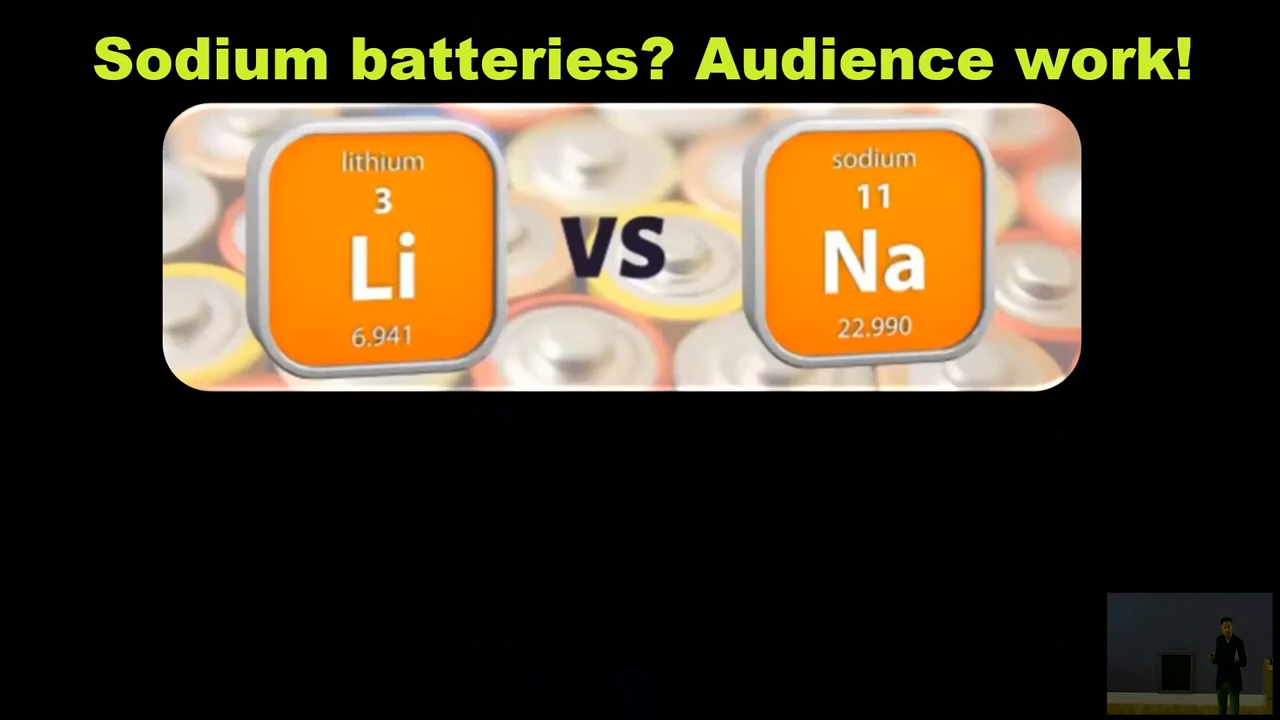 Sodium batteries? Audience work!
lithium
3
Li
6.941
VS
sodium
11
Na
22.990